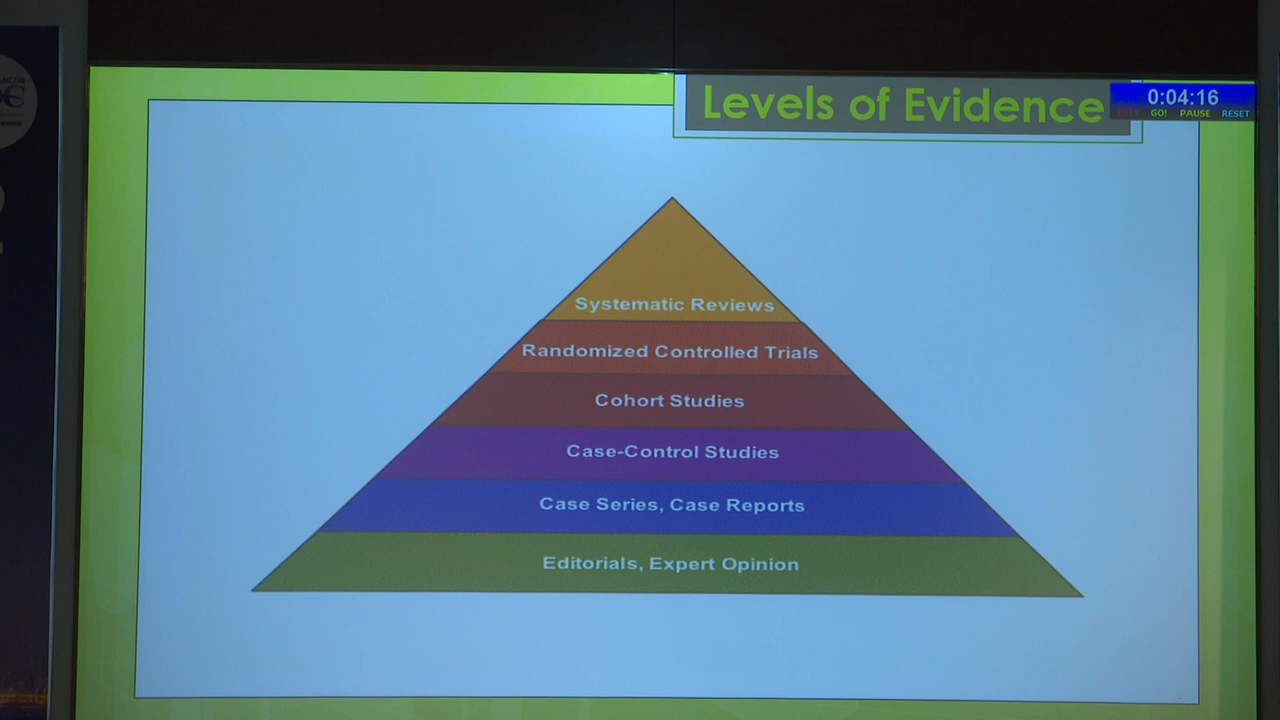 Levels of Evidence
0:04:16
GO! PAUSE RESET
Systematic Reviews
Randomized Controlled Trials
Cohort Studies
Case-Control Studies
Case Series, Case Reports
Editorials, Expert Opinion